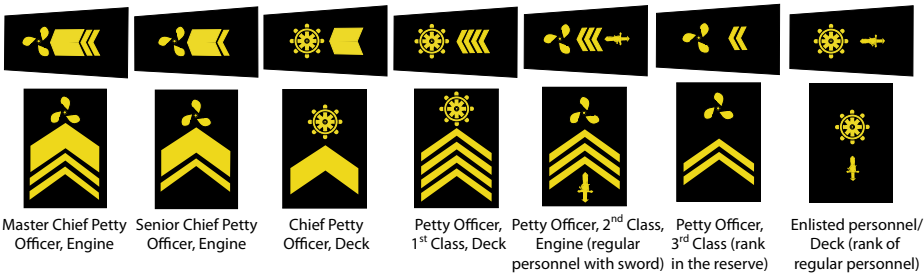 Master Chief Petty
Officer, Engine
Senior Chief Petty
Officer, Engine
Chief Petty
Officer, Deck
Petty Officer,
1st Class, Deck
Petty Officer, 2nd Class,
Engine (regular
personnel with sword)
Petty Officer,
3rd Class (rank
in the reserve)
Enlisted personnel/
Deck (rank of
regular personnel)